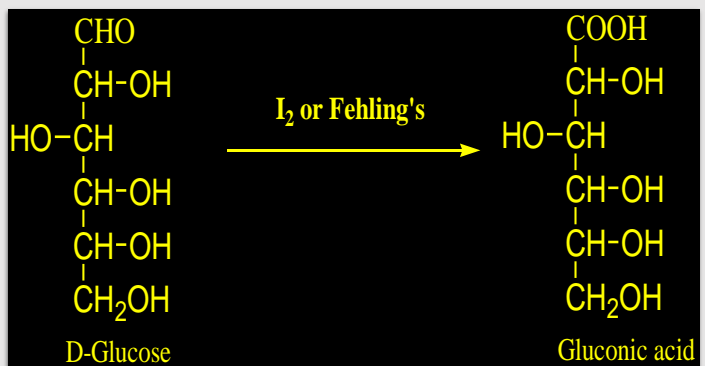 CHO
CH-OH
HO-CH
CH-OH
CH-OH
CH₂OH
D-Glucose
I₂ or Fehling's
COOH
CH-OH
HO-CH
CH-OH
CH-OH
CH₂OH
Gluconic acid